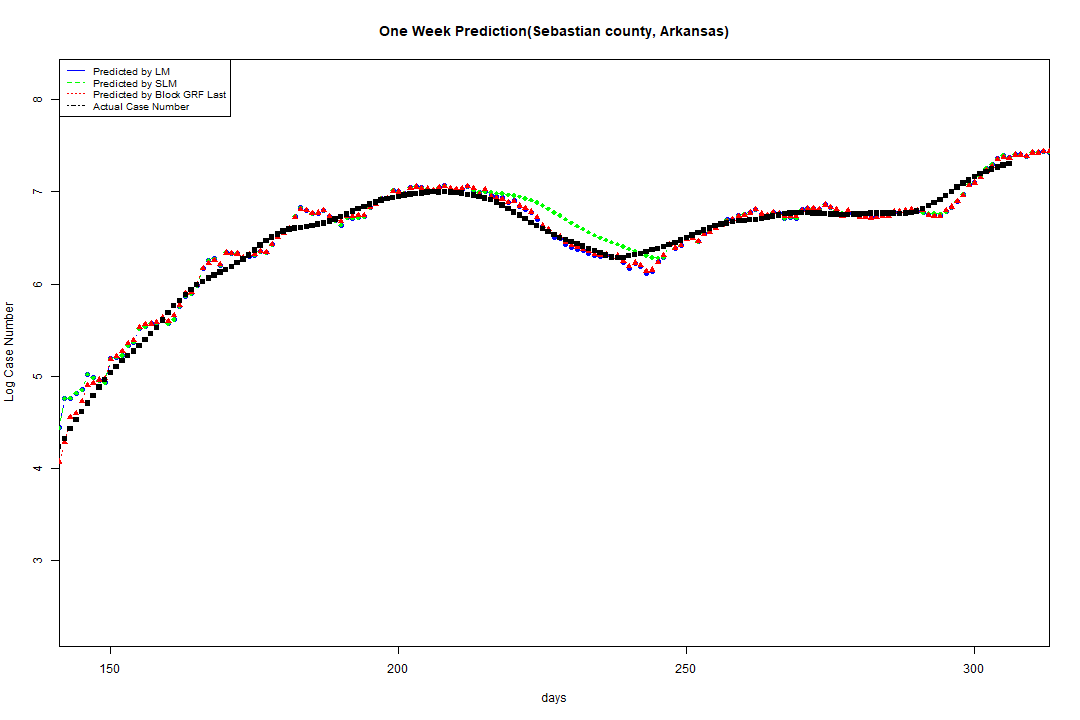 One Week Prediction(Sebastian county, Arkansas)
Predicted by LM
Predicted by SLM
Predicted by Block GRF Last
Actual Case Number
8
7
6
5
4
3
Log Case Number
150 200 250 300
days